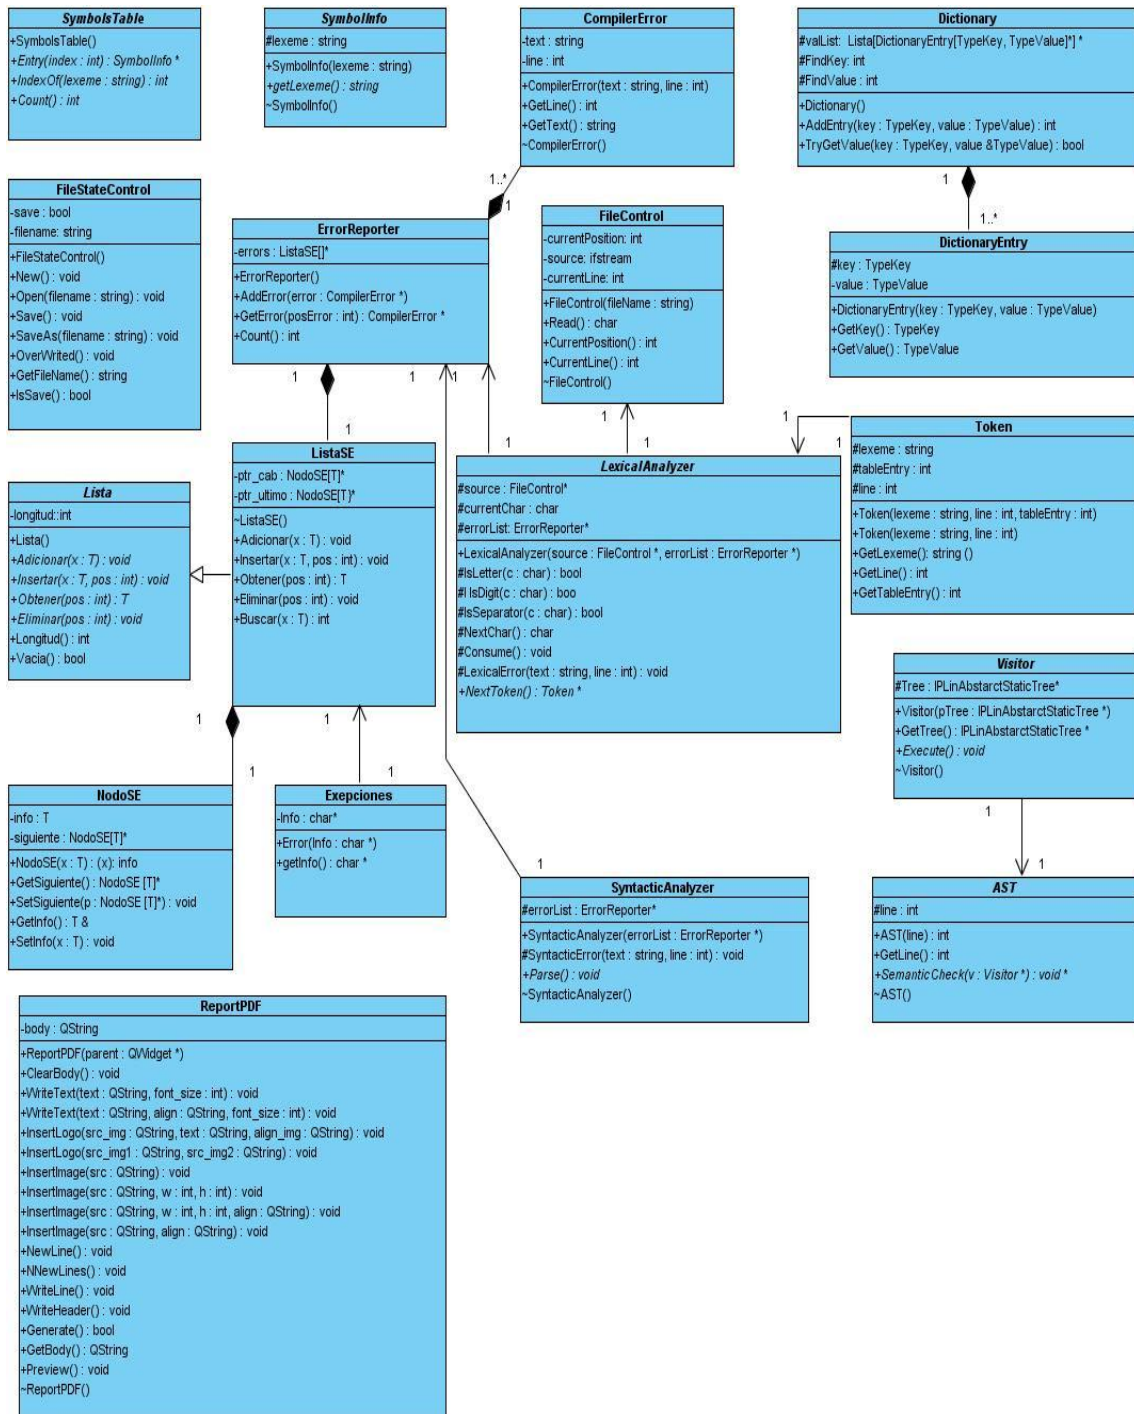 SymbolsTable
+SymbolsTable()
+Entry(index : int) : SymbolInfo *
+IndexOf(lexeme : string) : int
+Count() : int
SymbolInfo
#lexeme : string
+SymbolInfo(lexeme : string)
+getLexeme() : string
~SymbolInfo()
CompilerError
-text : string
-line : int
+CompilerError(text : string, line : int)
+GetLine() : int
+GetText() : string
~CompilerError()
Dictionary
#valList: Lista[DictionaryEntry[TypeKey, TypeValue]*] *
#FindKey: int
#FindValue : int
+Dictionary()
+AddEntry(key : TypeKey, value : TypeValue) : int
+TryGetValue(key : TypeKey, value &TypeValue) : bool
1..*
1
1
1..*
FileStateControl
-save : bool
-filename: string
+FileStateControl()
+New() : void
+Open(filename : string) : void
+Save() : void
+SaveAs(filename : string) : void
+OverWrited() : void
+GetFileName() : string
+IsSave() : bool
ErrorReporter
-errors : ListaSE[]*
+ErrorReporter()
+AddError(error : CompilerError *)
+GetError(posError : int) : CompilerError *
+Count() : int
FileControl
-currentPosition: int
-source: ifstream
-currentLine: int
+FileControl(fileName : string)
+Read() : char
+CurrentPosition() : int
+CurrentLine() : int
~FileControl()
DictionaryEntry
#key : TypeKey
-value : TypeValue
+DictionaryEntry(key : TypeKey, value : TypeValue)
+GetKey() : TypeKey
+GetValue() : TypeValue
1
1
1
1
1
1
1
1
1
1
Lista
-longitud::int
+Lista()
+Adicionar(x : T) : void
+Insertar(x : T, pos : int) : void
+Obtener(pos : int) : T
+Eliminar(pos : int) : void
+Longitud() : int
+Vacia() : bool
ListaSE
-ptr_cab : NodoSE[T]*
-ptr_ultimo : NodoSE[T]*
~ListaSE()
+Adicionar(x : T) : void
+Insertar(x : T, pos : int) : void
+Obtener(pos : int) : T
+Eliminar(pos : int) : void
+Buscar(x : T) : int
LexicalAnalyzer
#source : FileControl*
#currentChar : char
#errorList: ErrorReporter*
+LexicalAnalyzer(source : FileControl *, errorList : ErrorReporter *)
#IsLetter(c : char) : bool
#I IsDigit(c : char) : boo
#IsSeparator(c : char) : bool
#NextChar() : char
#Consume() : void
#LexicalError(text : string, line : int) : void
+NextToken() : Token *
Token
#lexeme : string
#tableEntry : int
#line : int
+Token(lexeme : string, line : int, tableEntry : int)
+Token(lexeme : string, line : int)
+GetLexeme(): string ()
+GetLine() : int
+GetTableEntry() : int
Visitor
#Tree : IPLinAbstarctStaticTree*
+Visitor(pTree : IPLinAbstarctStaticTree *)
+GetTree() : IPLinAbstarctStaticTree *
+Execute() : void
~Visitor()
1
1
1
1
1
1
1
NodoSE
-info : T
-siguiente : NodoSE[T]*
+NodoSE(x : T) : (x): info
+GetSiguiente() : NodoSE [T]*
+SetSiguiente(p : NodoSE [T]*) : void
+GetInfo() : T &
+SetInfo(x : T) : void
Exepciones
-Info : char*
+Error(Info : char *)
+getInfo() : char *
SyntacticAnalyzer
#errorList : ErrorReporter*
+SyntacticAnalyzer(errorList : ErrorReporter *)
#SyntacticError(text : string, line : int) : void
+Parse() : void
~SyntacticAnalyzer()
AST
#line : int
+AST(line) : int
+GetLine() : int
+SemanticCheck(v : Visitor *) : void *
~AST()
ReportPDF
-body : QString
+ReportPDF(parent : QWidget *)
+ClearBody() : void
+WriteText(text : QString, font_size : int) : void
+WriteText(text : QString, align : QString, font_size : int) : void
+InsertLogo(src_img : QString, text : QString, align_img : QString) : void
+InsertLogo(src_img1 : QString, src_img2 : QString) : void
+InsertImage(src : QString) : void
+InsertImage(src : QString, w : int, h : int) : void
+InsertImage(src : QString, w : int, h : int, align : QString) : void
+InsertImage(src : QString, align : QString) : void
+NewLine() : void
+NNewLines() : void
+WriteLine() : void
+WriteHeader() : void
+Generate() : bool
+GetBody() : QString
+Preview() : void
~ReportPDF()